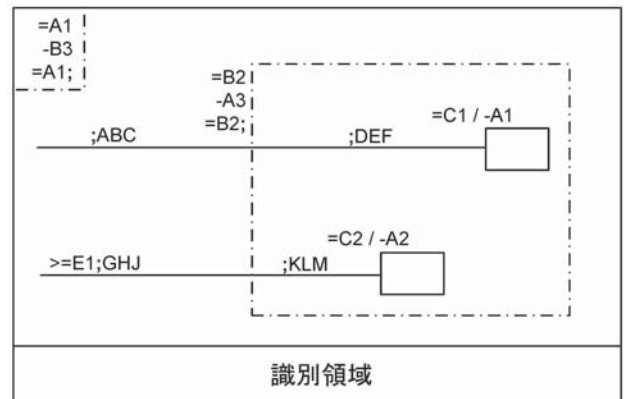 =A1
-B3
=A1;
=B2
-A3
=B2;
=C1 / -A1
;ABC
;DEF
=C2 / -A2
>=E1;GHJ
;KLM
識別領域